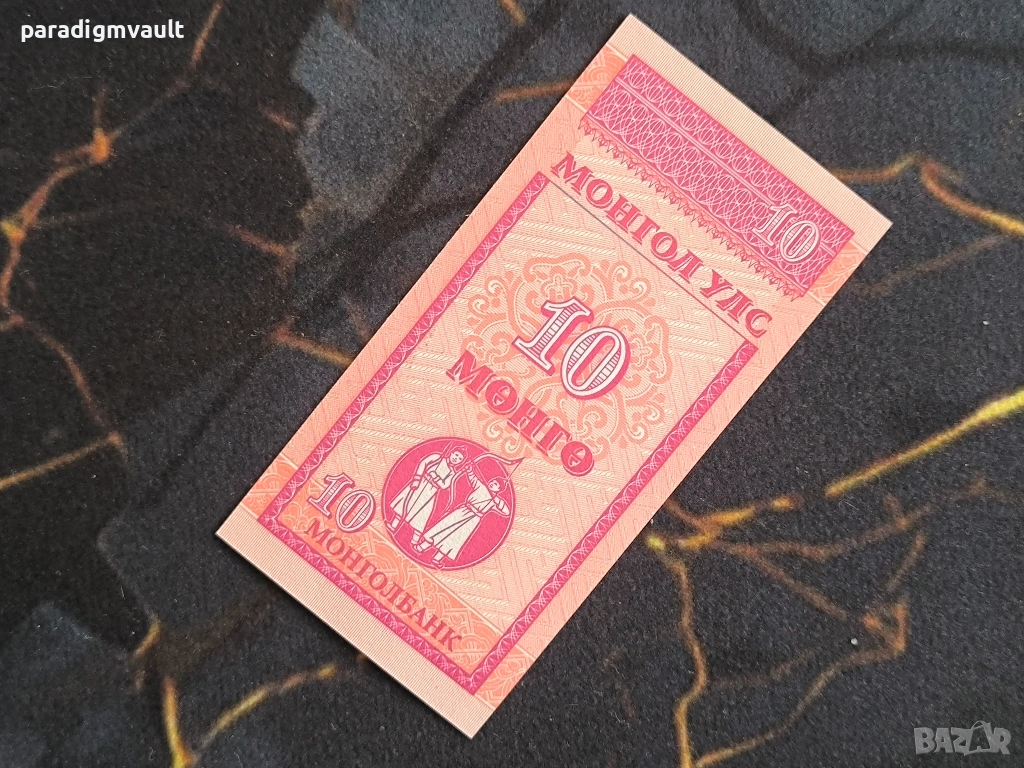 paradigmvault
10
МОНГОЛ УЛС
10
МӨНГӨ
10
МОНГОЛБАНК
BAZAR